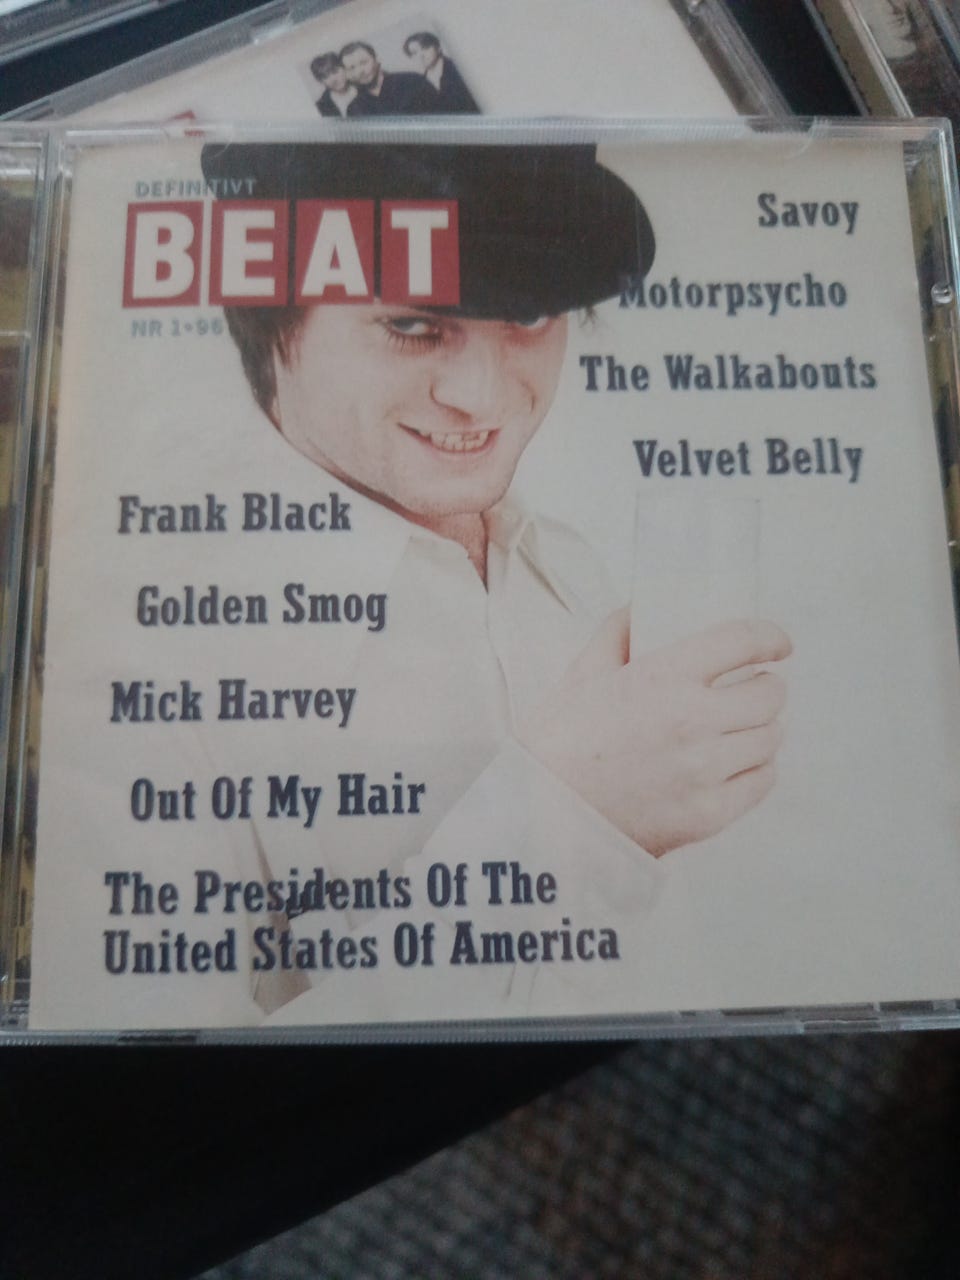 DEFINITIVT
BEAT
NR 1•96
Savoy
Motorpsycho
The Walkabouts
Velvet Belly
Frank Black
Golden Smog
Mick Harvey
Out Of My Hair
The Presidents Of The
United States Of America